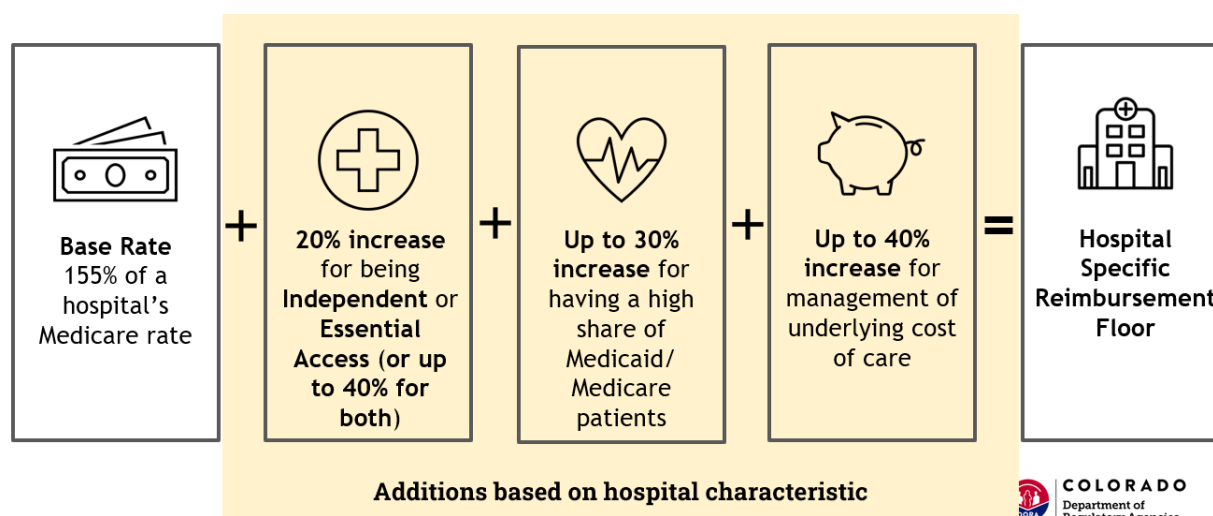 Base Rate
155% of a
hospital's
Medicare rate
+
20% increase
for being
Independent or
Essential
Access (or up
to 40% for
both)
+
Up to 30%
increase for
having a high
share of
Medicaid/
Medicare
patients
+
Up to 40%
increase for
management of
underlying cost
of care
=
Hospital
Specific
Reimbursement
Floor
Additions based on hospital characteristic
COLORADO
Department of